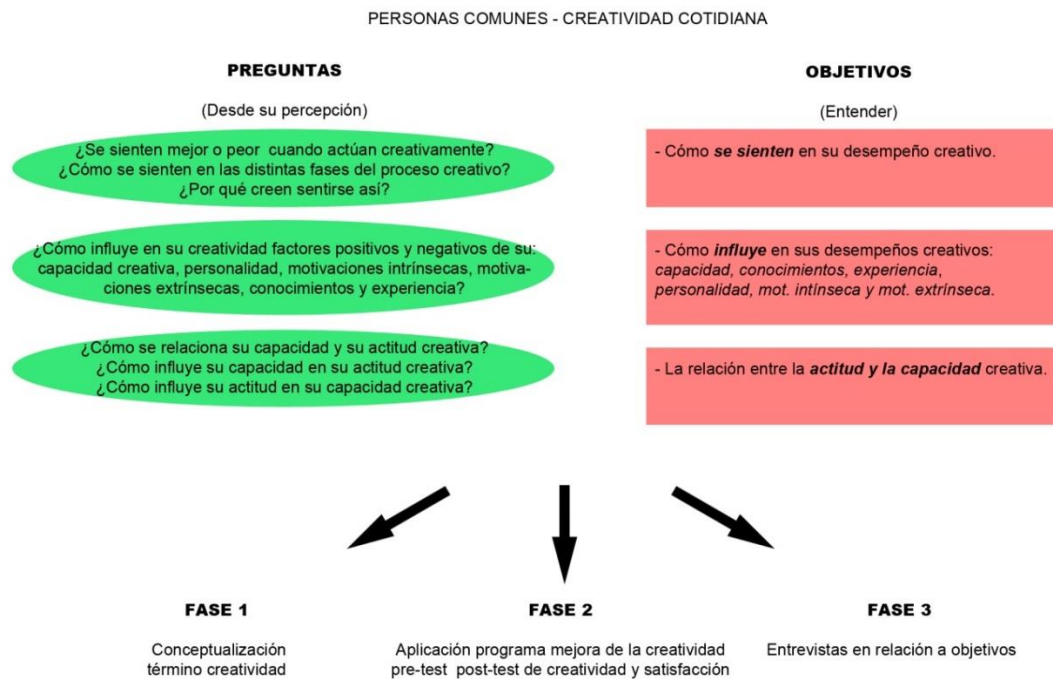 PERSONAS COMUNES - CREATIVIDAD COTIDIANA
PREGUNTAS
(Desde su percepción)
¿Se sienten mejor o peor cuando actúan creativamente?
¿Cómo se sienten en las distintas fases del proceso creativo?
¿Por qué creen sentirse así?
¿Cómo influye en su creatividad factores positivos y negativos de su:
capacidad creativa, personalidad, motivaciones intrínsecas, motiva-
ciones extrínsecas, conocimientos y experiencia?
¿Cómo se relaciona su capacidad y su actitud creativa?
¿Cómo influye su capacidad en su actitud creativa?
¿Cómo influye su actitud en su capacidad creativa?
OBJETIVOS
(Entender)
- Cómo se sienten en su desempeño creativo.
- Cómo influye en sus desempeños creativos:
capacidad, conocimientos, experiencia,
personalidad, mot. intínseca y mot. extrínseca.
- La relación entre la actitud y la capacidad creativa.
FASE 1
Conceptualización
término creatividad
FASE 2
Aplicación programa mejora de la creatividad
pre-test post-test de creatividad y satisfacción
FASE 3
Entrevistas en relación a objetivos